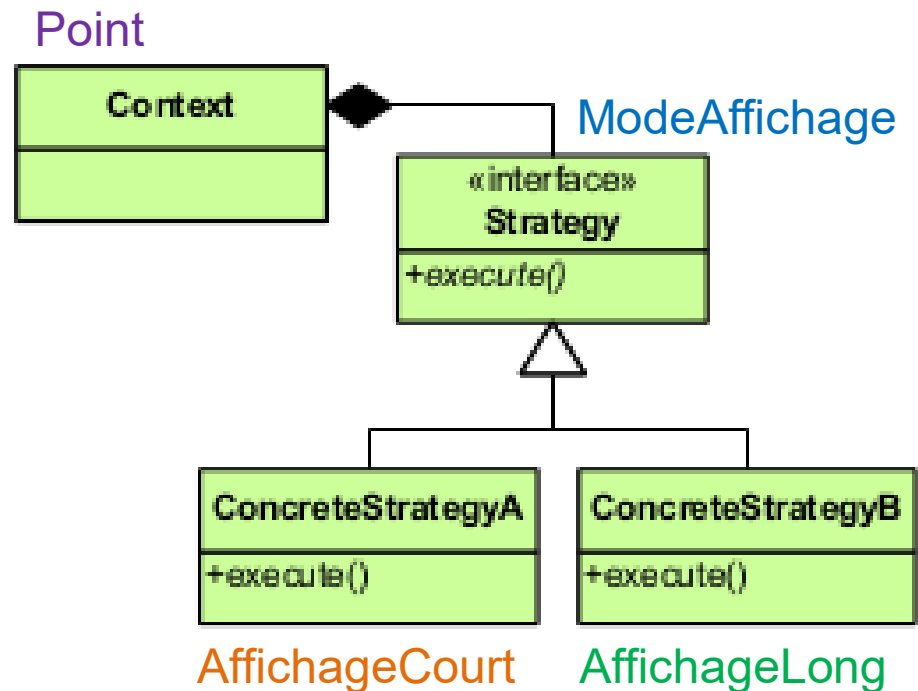 Point
Context
ModeAffichage
«interface»
Strategy
+execute()
ConcreteStrategyA
+execute()
ConcreteStrategyB
+execute()
AffichageCourt
AffichageLong